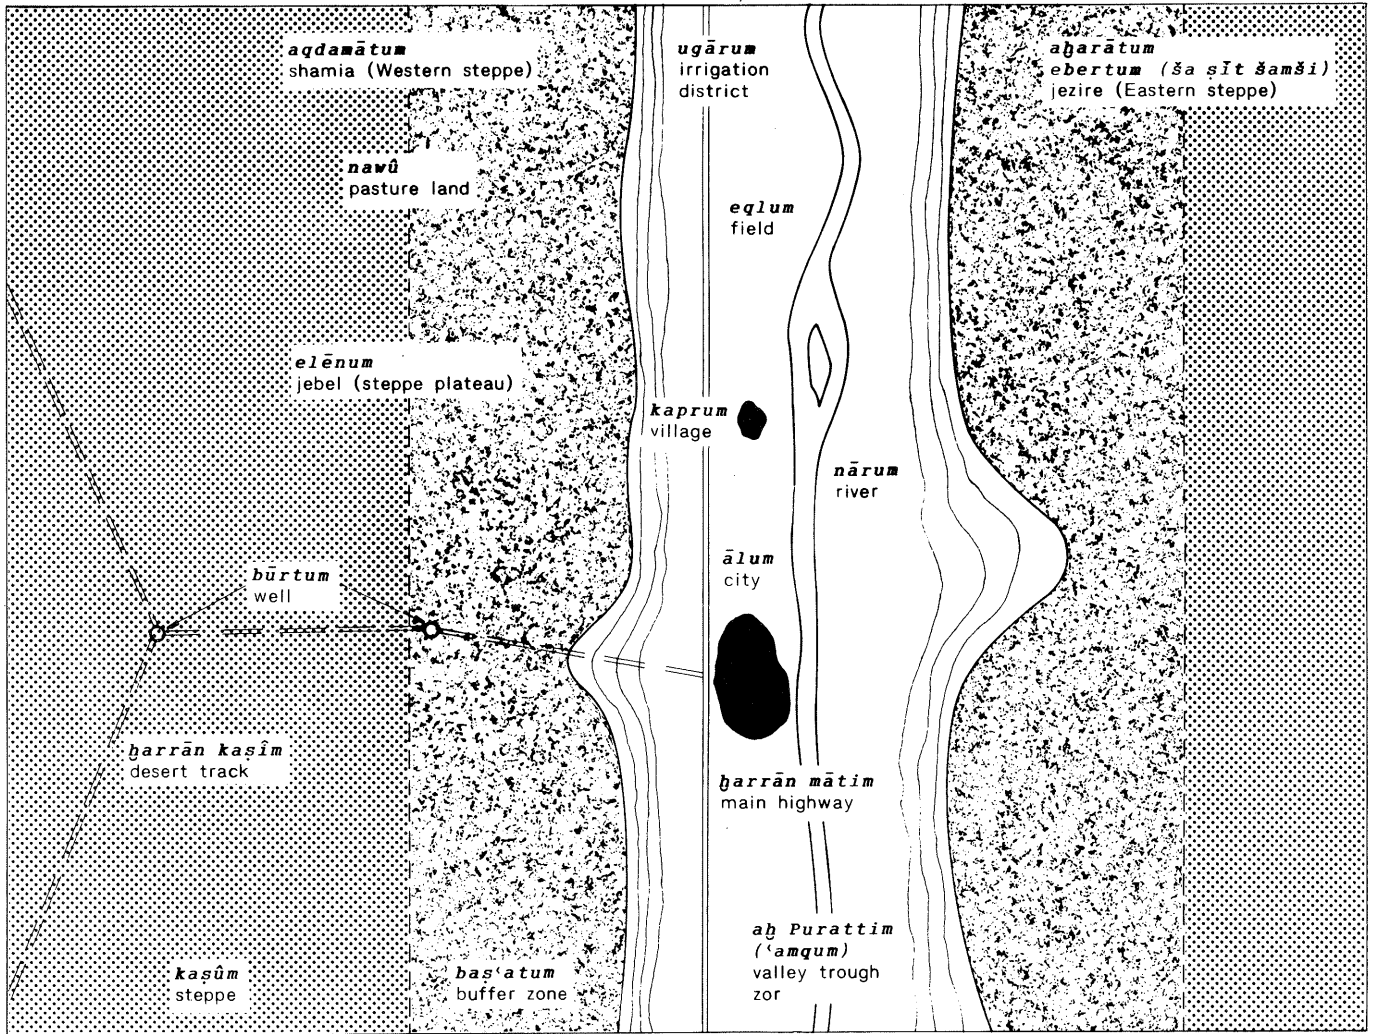 aqdamātum
shamia (Western steppe)
ugārum
irrigation
district
aḫarātum
ebertum (ša ṣīt šamši)
jezire (Eastern steppe)
nawû
pasture land
eqlum
field
elēnum
jebel (steppe plateau)
kaprum
village
nārum
river
ālum
city
būrtum
well
ḫarrān kaṣîm
desert track
ḫarrān mātim
main highway
aḫ Purattim
(ʿamqum)
valley trough
zor
kaṣûm
steppe
basʿatum
buffer zone